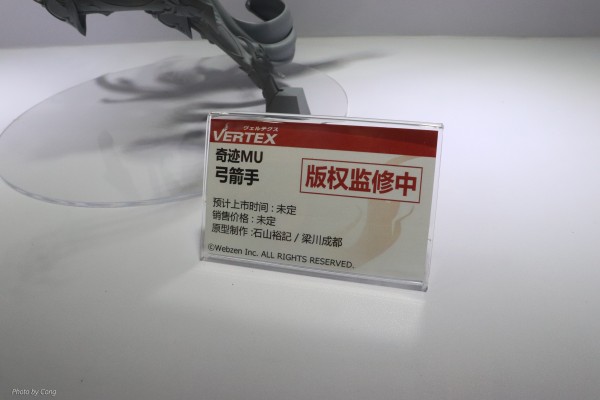 ヴェルテクス
VERTEX
奇迹MU
弓箭手
版权监修中
预计上市时间 : 未定
销售价格 : 未定
原型制作 : 石山裕記 / 梁川成都
©Webzen Inc. ALL RIGHTS RESERVED.
Photo by Cong